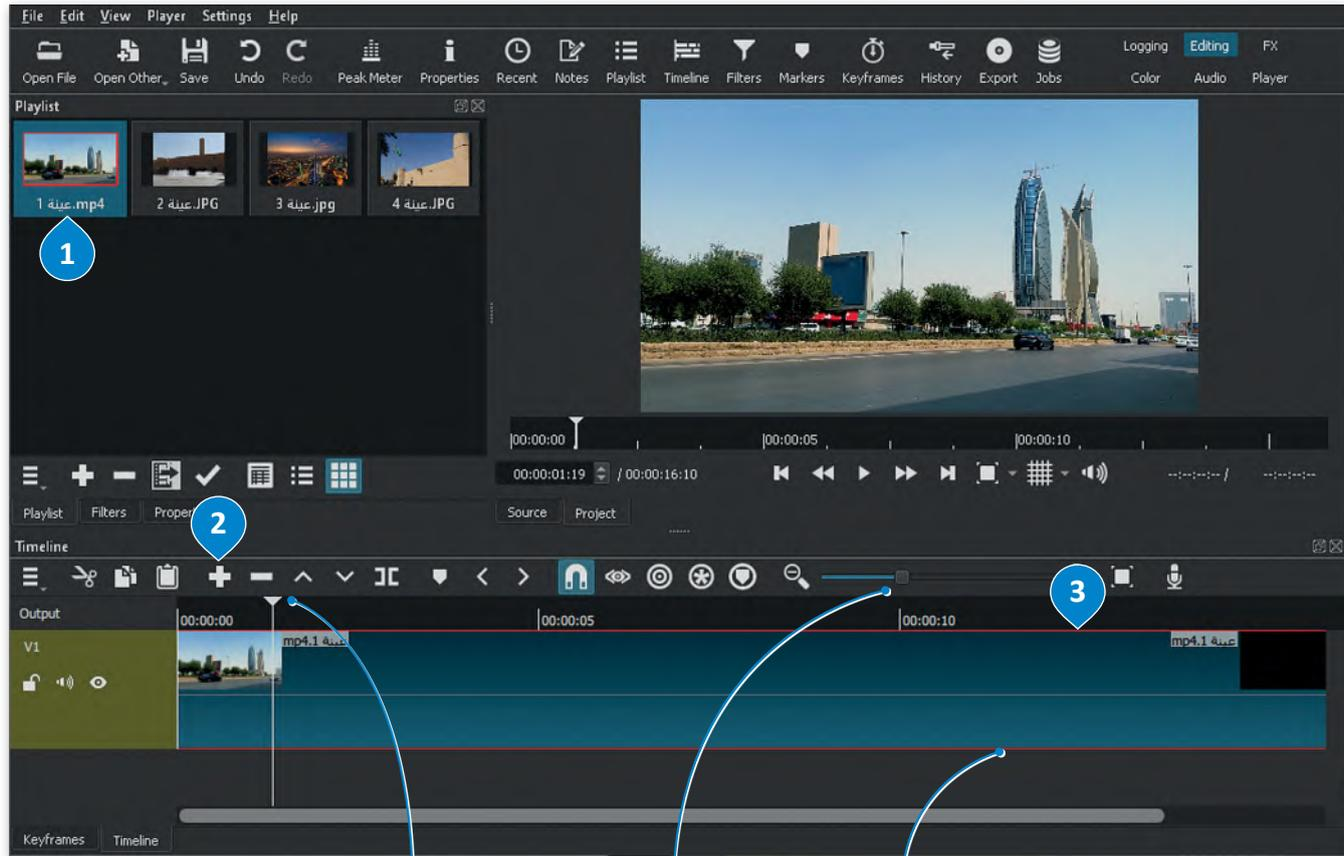 File Edit View Player Settings Help
Open File Open Other Save Undo Redo Peak Meter Properties Recent Notes Playlist Timeline Filters Markers Keyframes History Export Jobs
Logging Editing FX
Color Audio Player
Playlist
عينة 1.mp4 عينة 2.JPG عينة 3.jpg عينة 4.JPG
1
00:00:00 00:00:05 00:00:10
00:00:01:19 / 00:00:16:10 --:--:--:-- / --:--:--:--
Playlist Filters Proper
2
Source Project
Timeline
3
Output 00:00:00 00:00:05 00:00:10
V1 عينة 1.mp4 عينة 1.mp4
Keyframes Timeline